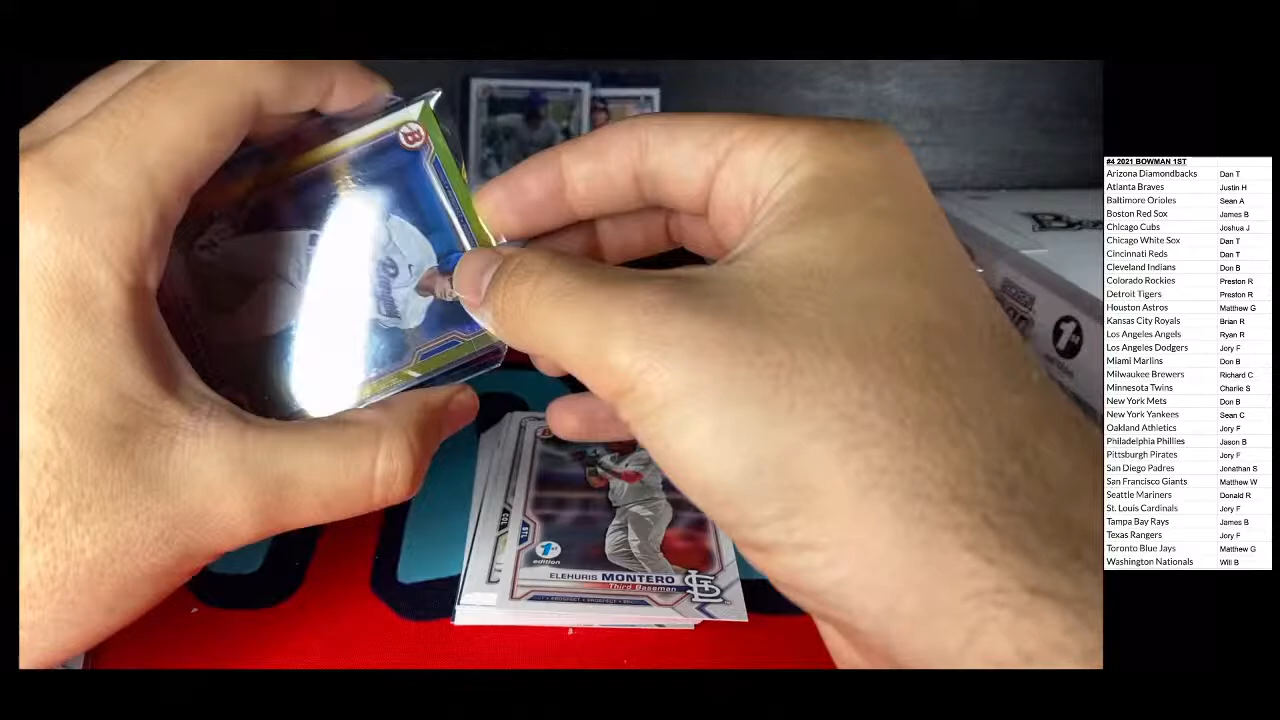 #4 2021 BOWMAN 1ST
Arizona Diamondbacks Dan T
Atlanta Braves Justin H
Baltimore Orioles Sean A
Boston Red Sox James B
Chicago Cubs Joshua J
Chicago White Sox Dan T
Cincinnati Reds Dan T
Cleveland Indians Don B
Colorado Rockies Preston R
Detroit Tigers Preston R
Houston Astros Matthew G
Kansas City Royals Brian R
Los Angeles Angels Ryan R
Los Angeles Dodgers Jory F
Miami Marlins Don B
Milwaukee Brewers Richard C
Minnesota Twins Charlie S
New York Mets Don B
New York Yankees Sean C
Oakland Athletics Jory F
Philadelphia Phillies Jason B
Pittsburgh Pirates Jory F
San Diego Padres Jonathan S
San Francisco Giants Matthew W
Seattle Mariners Donald R
St. Louis Cardinals Jory F
Tampa Bay Rays James B
Texas Rangers Jory F
Toronto Blue Jays Matthew G
Washington Nationals Will B
B
1st
COL
STL
1st
edition
ELEHURIS MONTERO
Third Baseman
STL